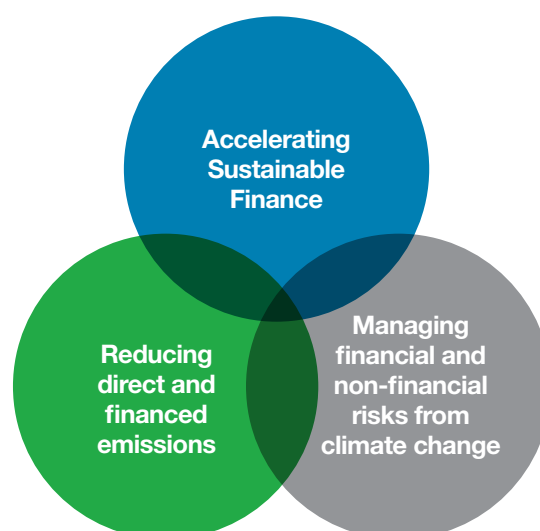 Accelerating
Sustainable
Finance
Reducing
direct and
financed
emissions
Managing
financial and
non-financial
risks from
climate change